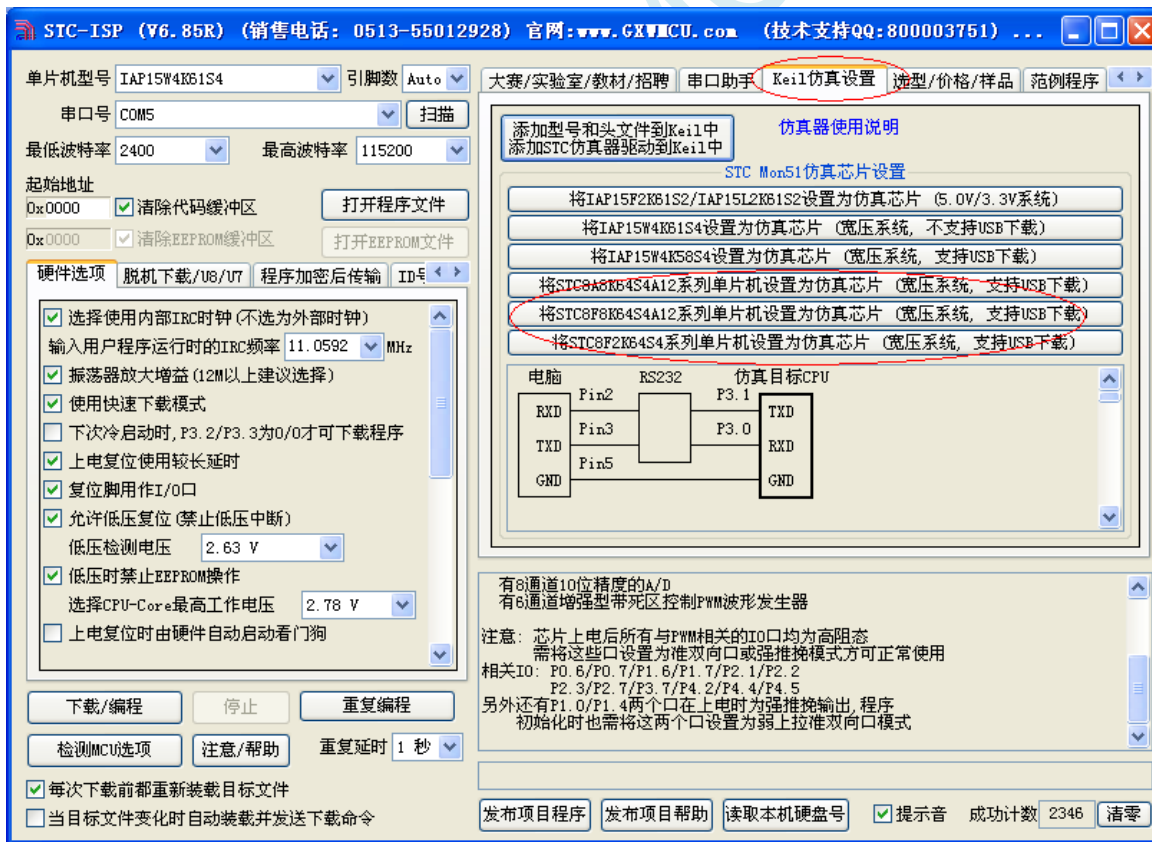 STC-ISP (V6.85R) (销售电话: 0513-55012928) 官网:www.GXWMCU.com (技术支持QQ:800003751) ...
单片机型号 IAP15W4K61S4 引脚数 Auto
串口号 COM5 扫描
最低波特率 2400 最高波特率 115200
起始地址
0x0000 清除代码缓冲区 打开程序文件
0x0000 清除EEPROM缓冲区 打开EEPROM文件
硬件选项 脱机下载/U8/U7 程序加密后传输
选择使用内部IRC时钟(不选为外部时钟)
输入用户程序运行时的IRC频率 11.0592 MHz
振荡器放大增益(12M以上建议选择)
使用快速下载模式
下次冷启动时,P3.2/P3.3为0/0才可下载程序
上电复位使用较长延时
复位脚用作I/O口
允许低压复位(禁止低压中断)
低压检测电压 2.63 V
低压时禁止EEPROM操作
选择CPU-Core最高工作电压 2.78 V
上电复位时由硬件自动启动看门狗
下载/编程 停止 重复编程
检测MCU选项 注意/帮助 重复延时 1 秒
每次下载前都重新装载目标文件
当目标文件变化时自动装载并发送下载命令
大赛/实验室/教材/招聘 串口助手 Keil仿真设置 选型/价格/样品 范例程序
添加型号和头文件到Keil中
添加STC仿真器驱动到Keil中
仿真器使用说明
STC Mon51仿真芯片设置
将IAP15F2K61S2/IAP15L2K61S2设置为仿真芯片 (5.0V/3.3V系统)
将IAP15W4K61S4设置为仿真芯片 (宽压系统, 不支持USB下载)
将IAP15W4K58S4设置为仿真芯片 (宽压系统, 支持USB下载)
将STC8A8K64S4A12系列单片机设置为仿真芯片 (宽压系统, 支持USB下载)
将STC8F8K64S4A12系列单片机设置为仿真芯片 (宽压系统, 支持USB下载)
将STC8F2K64S4系列单片机设置为仿真芯片 (宽压系统, 支持USB下载)
电脑 RS232 仿真目标CPU
Pin2 P3.1
RXD TXD
Pin3 P3.0
TXD RXD
Pin5
GND GND
有8通道10位精度的A/D
有6通道增强型带死区控制PWM波形发生器
注意: 芯片上电后所有与PWM相关的IO口均为高阻态
需将这些口设置为准双向口或强推挽模式方可正常使用
相关IO: P0.6/P0.7/P1.6/P1.7/P2.1/P2.2
P2.3/P2.7/P3.7/P4.2/P4.4/P4.5
另外还有P1.0/P1.4两个口在上电时为强推挽输出,程序
初始化时也需将这两个口设置为弱上拉准双向口模式
发布项目程序 发布项目帮助 读取本机硬盘号 提示音 成功计数 2346 清零